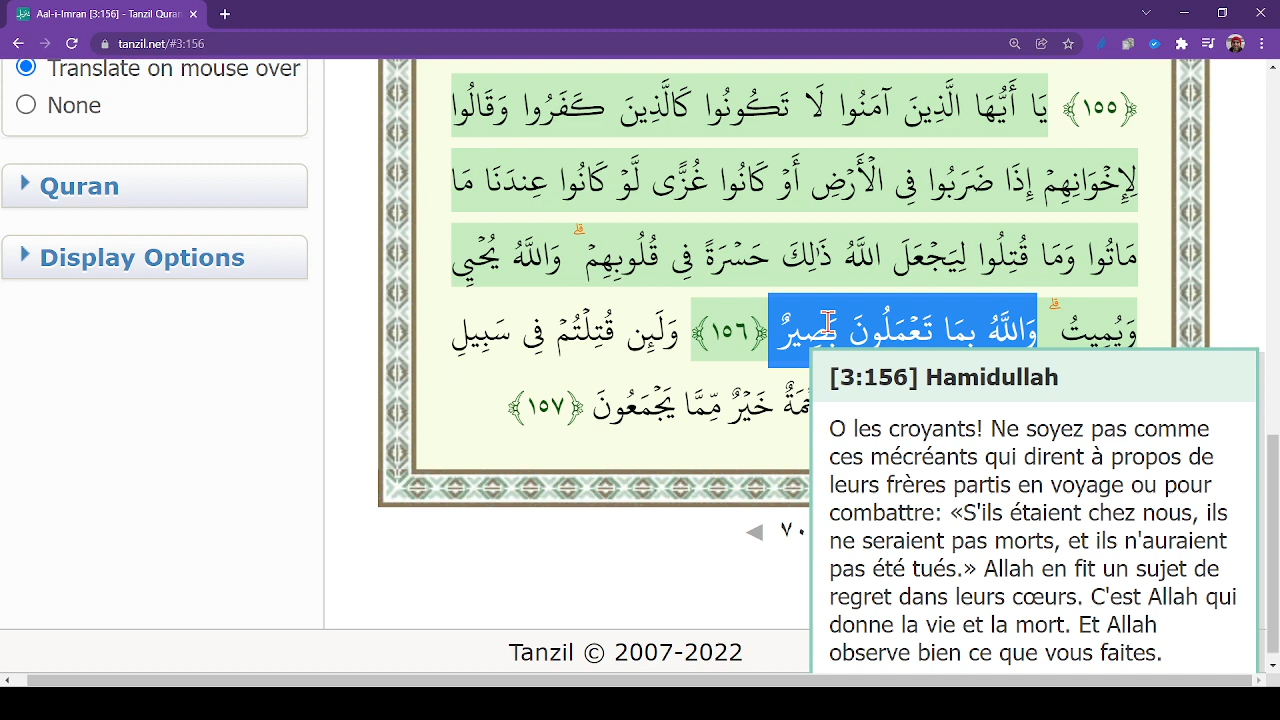 Aal-i-Imran [3:156] - Tanzil Quran
tanzil.net/#3:156
Translate on mouse over
None
Quran
Display Options
﴿١٥٥﴾ يَا أَيُّهَا الَّذِينَ آمَنُوا لَا تَكُونُوا كَالَّذِينَ كَفَرُوا وَقَالُوا
لِإِخْوَانِهِمْ إِذَا ضَرَبُوا فِى الْأَرْضِ أَوْ كَانُوا غُزًّى لَّوْ كَانُوا عِندَنَا مَا
مَاتُوا وَمَا قُتِلُوا لِيَجْعَلَ اللَّهُ ذَٰلِكَ حَسْرَةً فِى قُلُوبِهِمْ ۗ وَاللَّهُ يُحْيِى
وَيُمِيتُ ۗ وَاللَّهُ بِمَا تَعْمَلُونَ بَصِيرٌ ﴿١٥٦﴾ وَلَئِن قُتِلْتُمْ فِى سَبِيلِ
خَيْرٌ مِّمَّا يَجْمَعُونَ ﴿١٥٧﴾
[3:156] Hamidullah
O les croyants! Ne soyez pas comme
ces mécréants qui dirent à propos de
leurs frères partis en voyage ou pour
combattre: «S'ils étaient chez nous, ils
ne seraient pas morts, et ils n'auraient
pas été tués.» Allah en fit un sujet de
regret dans leurs cœurs. C'est Allah qui
donne la vie et la mort. Et Allah
observe bien ce que vous faites.
٧٠
Tanzil © 2007-2022